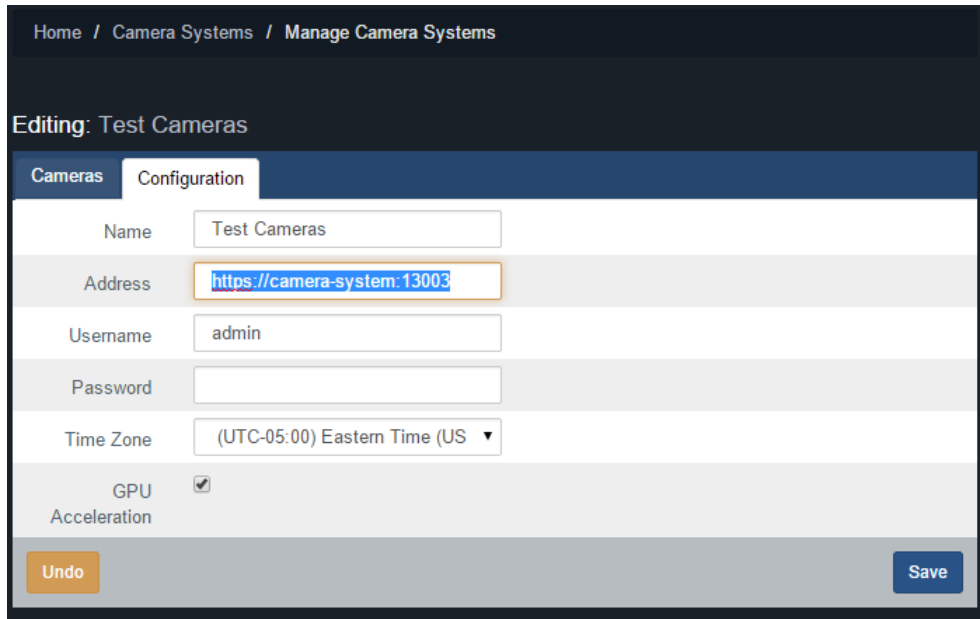 Home / Camera Systems / Manage Camera Systems
Editing: Test Cameras
Cameras Configuration
Name Test Cameras
Address https://camera-system:13003
Username admin
Password
Time Zone (UTC-05:00) Eastern Time (US
GPU
Acceleration
Undo Save